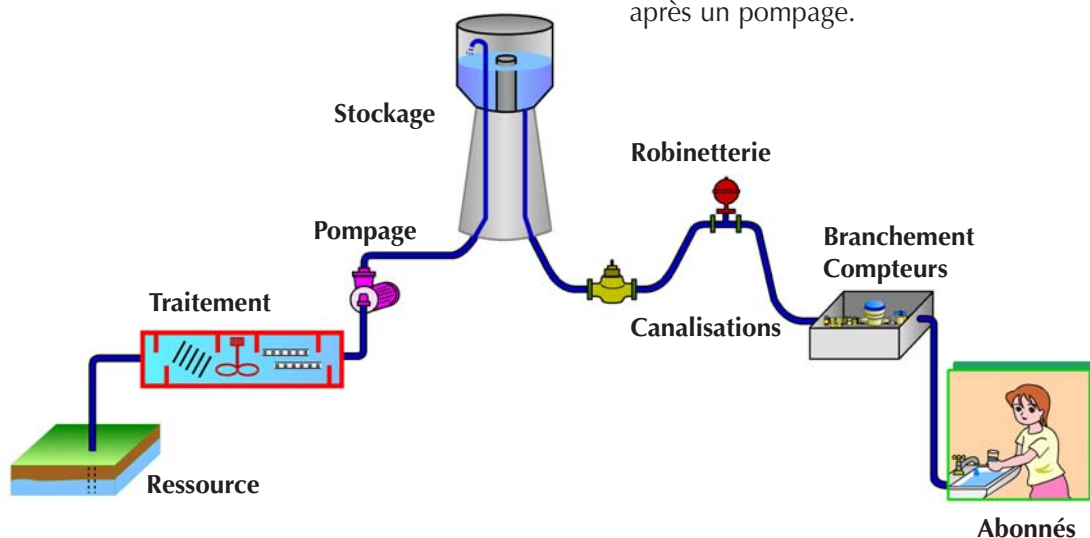 après un pompage.
Stockage
Robinetterie
Pompage
Branchement
Compteurs
Traitement
Canalisations
Ressource
Abonnés